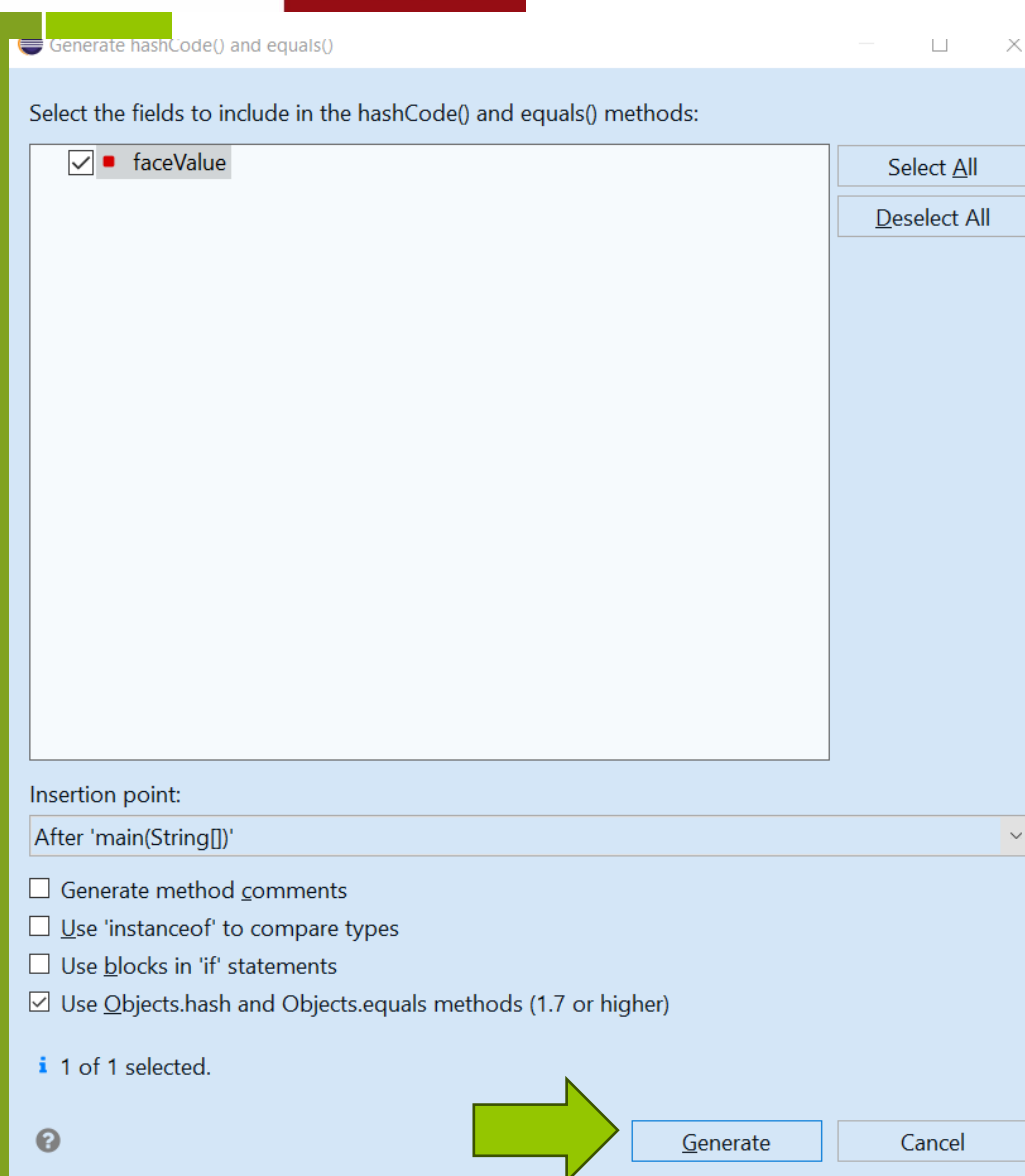 Generate hashCode() and equals()
Select the fields to include in the hashCode() and equals() methods:
faceValue
Select All
Deselect All
Insertion point:
After 'main(String[])'
Generate method comments
Use 'instanceof' to compare types
Use blocks in 'if' statements
Use Objects.hash and Objects.equals methods (1.7 or higher)
i 1 of 1 selected.
?
Generate
Cancel